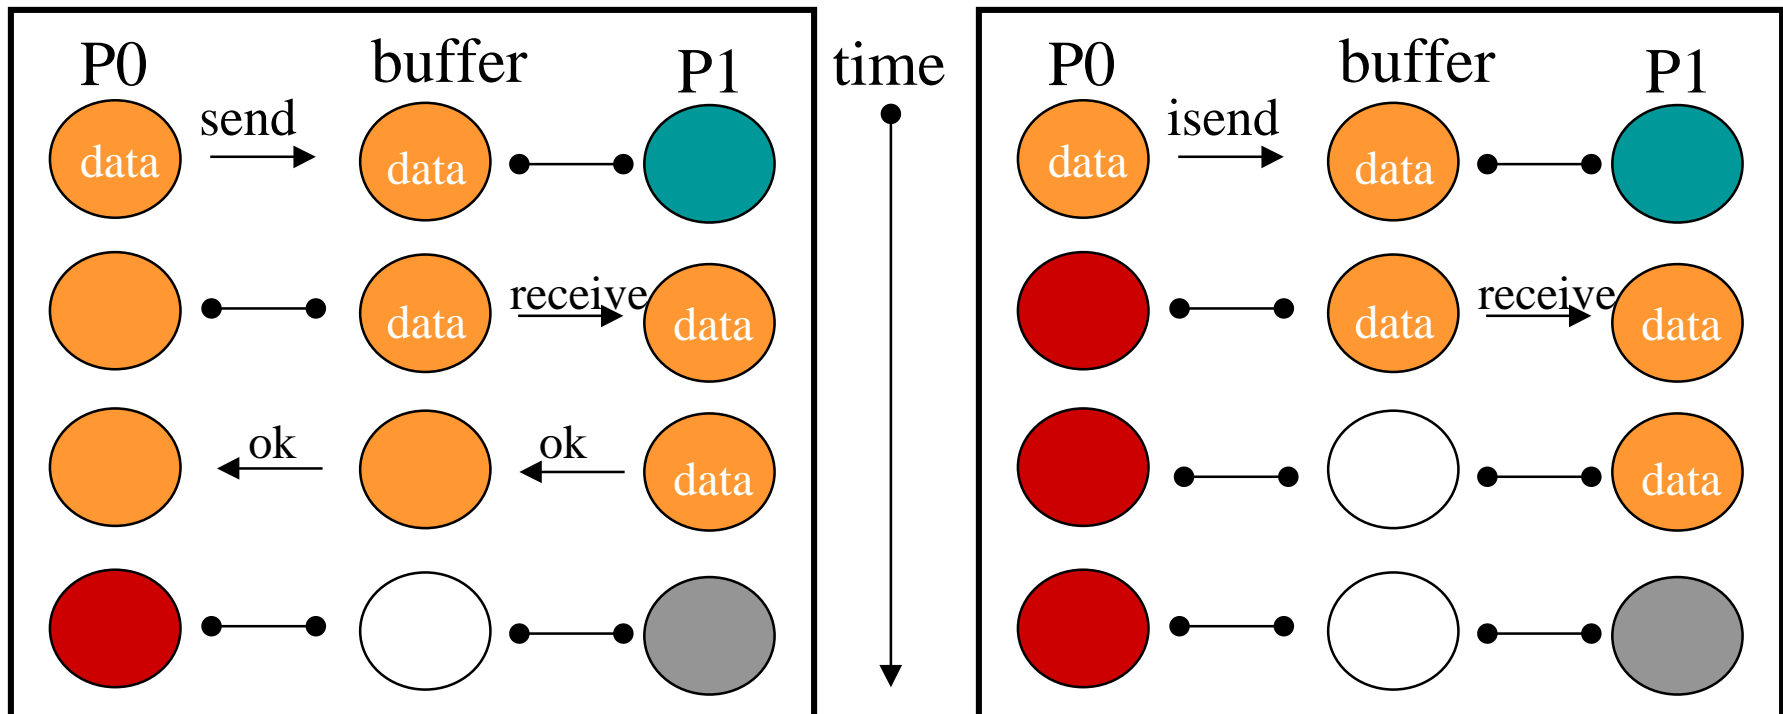 P0 buffer P1
send
data data
receive
data data
ok ok
data
time
P0 buffer P1
isend
data data
receive
data data
data